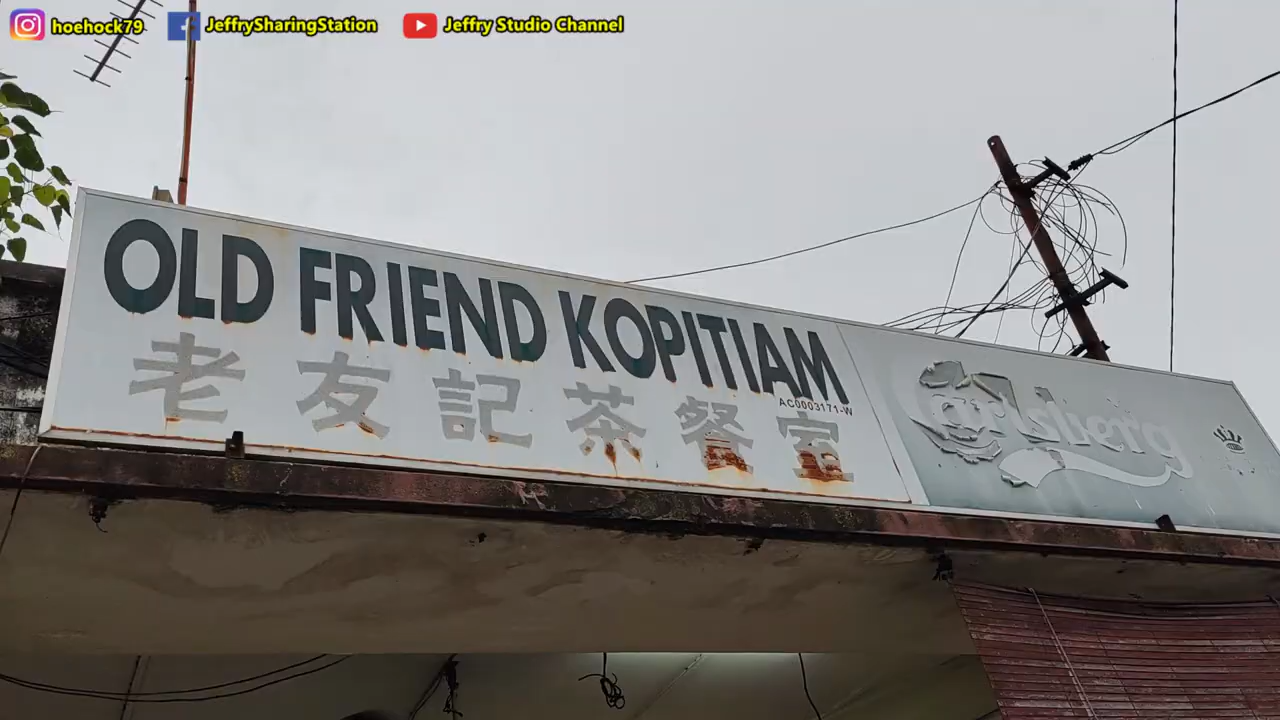 hoehock79 JeffrySharingStation Jeffry Studio Channel
OLD FRIEND KOPITIAM
AC0003171-W
老友記茶餐室
Carlsberg